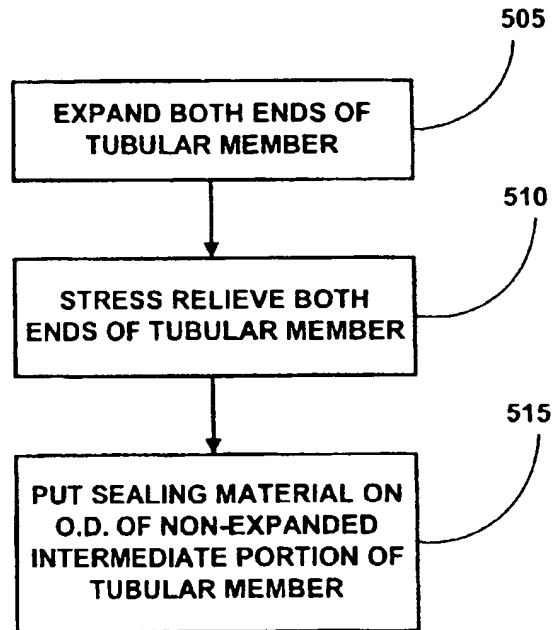 505
EXPAND BOTH ENDS OF
TUBULAR MEMBER
510
STRESS RELIEVE BOTH
ENDS OF TUBULAR MEMBER
515
PUT SEALING MATERIAL ON
O.D. OF NON-EXPANDED
INTERMEDIATE PORTION OF
TUBULAR MEMBER